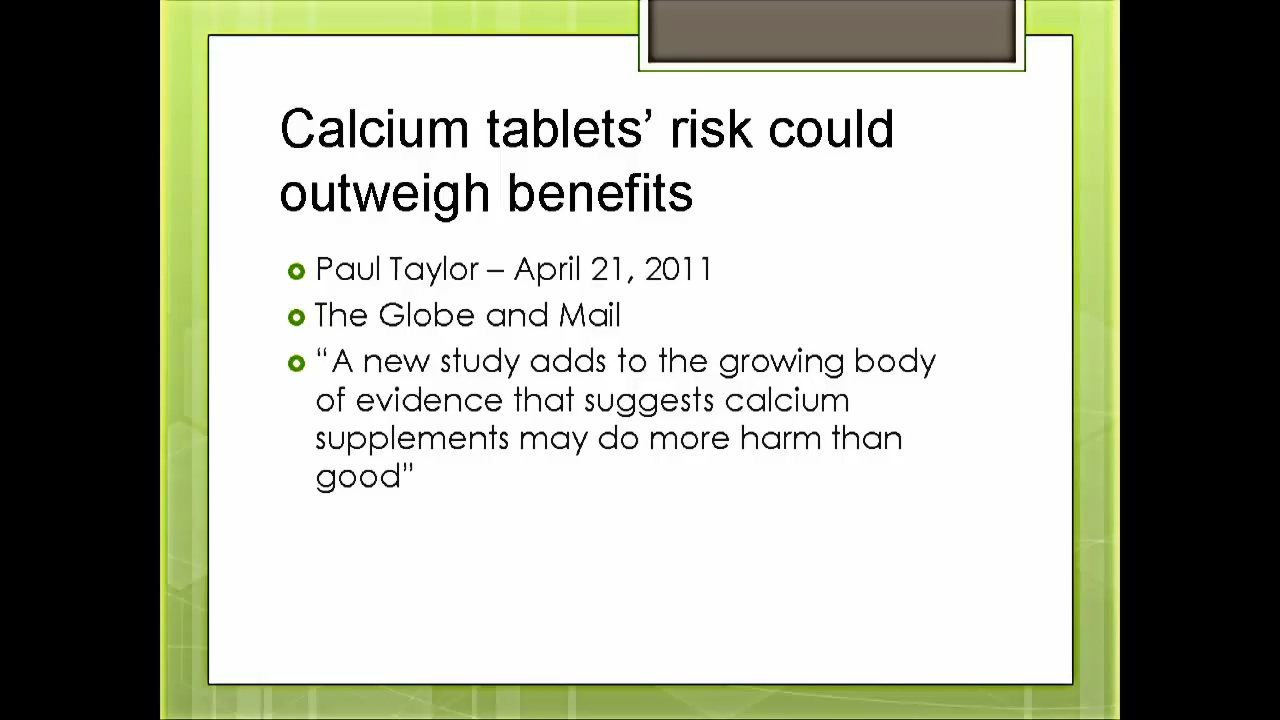 Calcium tablets’ risk could
outweigh benefits
Paul Taylor – April 21, 2011
The Globe and Mail
“A new study adds to the growing body
of evidence that suggests calcium
supplements may do more harm than
good”